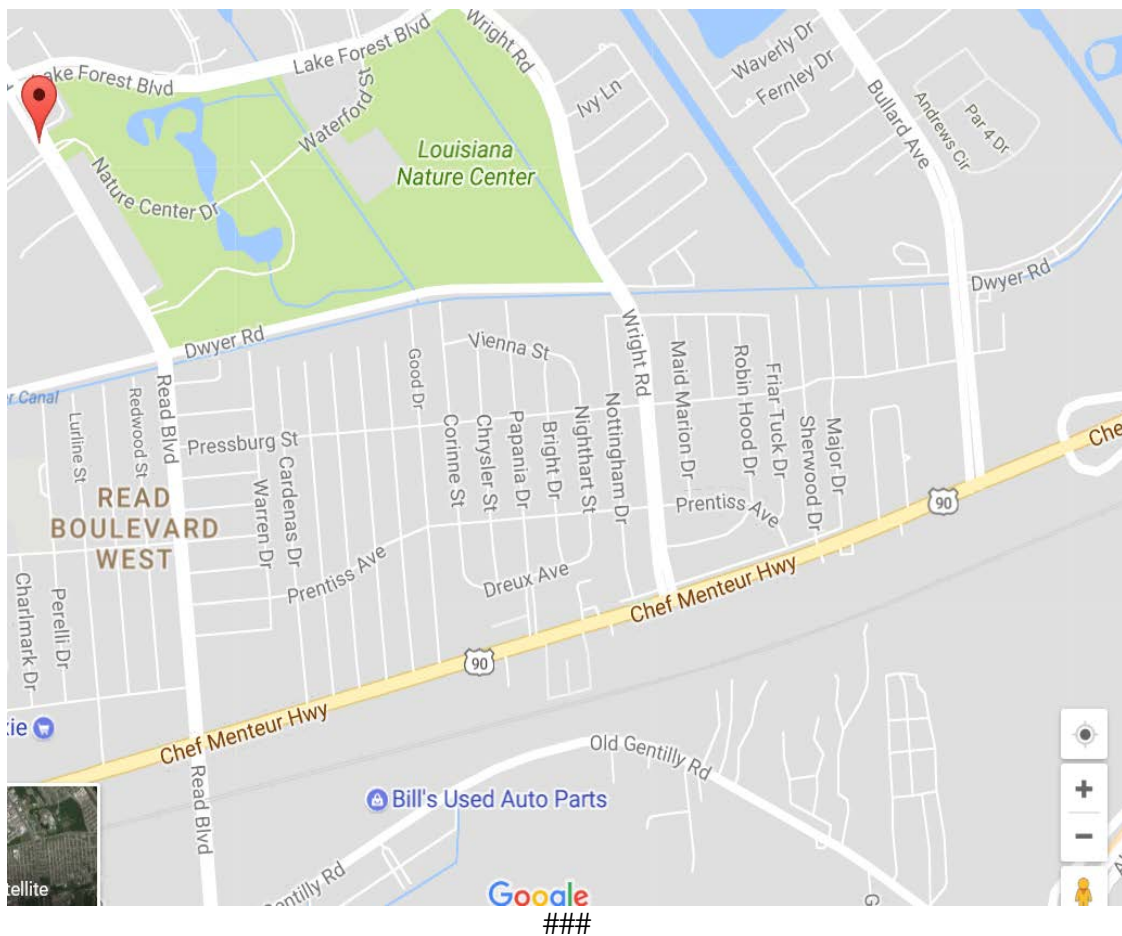 Lake Forest Blvd
Lake Forest Blvd
Wright Rd
Waverly Dr
Fernley Dr
Ivy Ln
Waterford St
Bullard Ave
Andrews Cir
Par 4 Dr
Louisiana
Nature Center
Nature Center Dr
Dwyer Rd
Dwyer Rd
Wright Rd
Vienna St
Good Dr
Canal
Lurline St
Redwood St
Read Blvd
Pressburg St
Warren Dr
Cardenas Dr
Corinne St
Chrysler St
Papania Dr
Bright Dr
Nighthart St
Nottingham Dr
Maid Marion Dr
Robin Hood Dr
Friar Tuck Dr
Sherwood Dr
Major Dr
Che
READ
BOULEVARD
WEST
90
Prentiss Ave
Prentiss Ave
Dreux Ave
Charlmark Dr
Perelli Dr
Chef Menteur Hwy
90
Chef Menteur Hwy
zie
Read Blvd
Old Gentilly Rd
Bill's Used Auto Parts
tellite
entilly Rd
Google
G
###